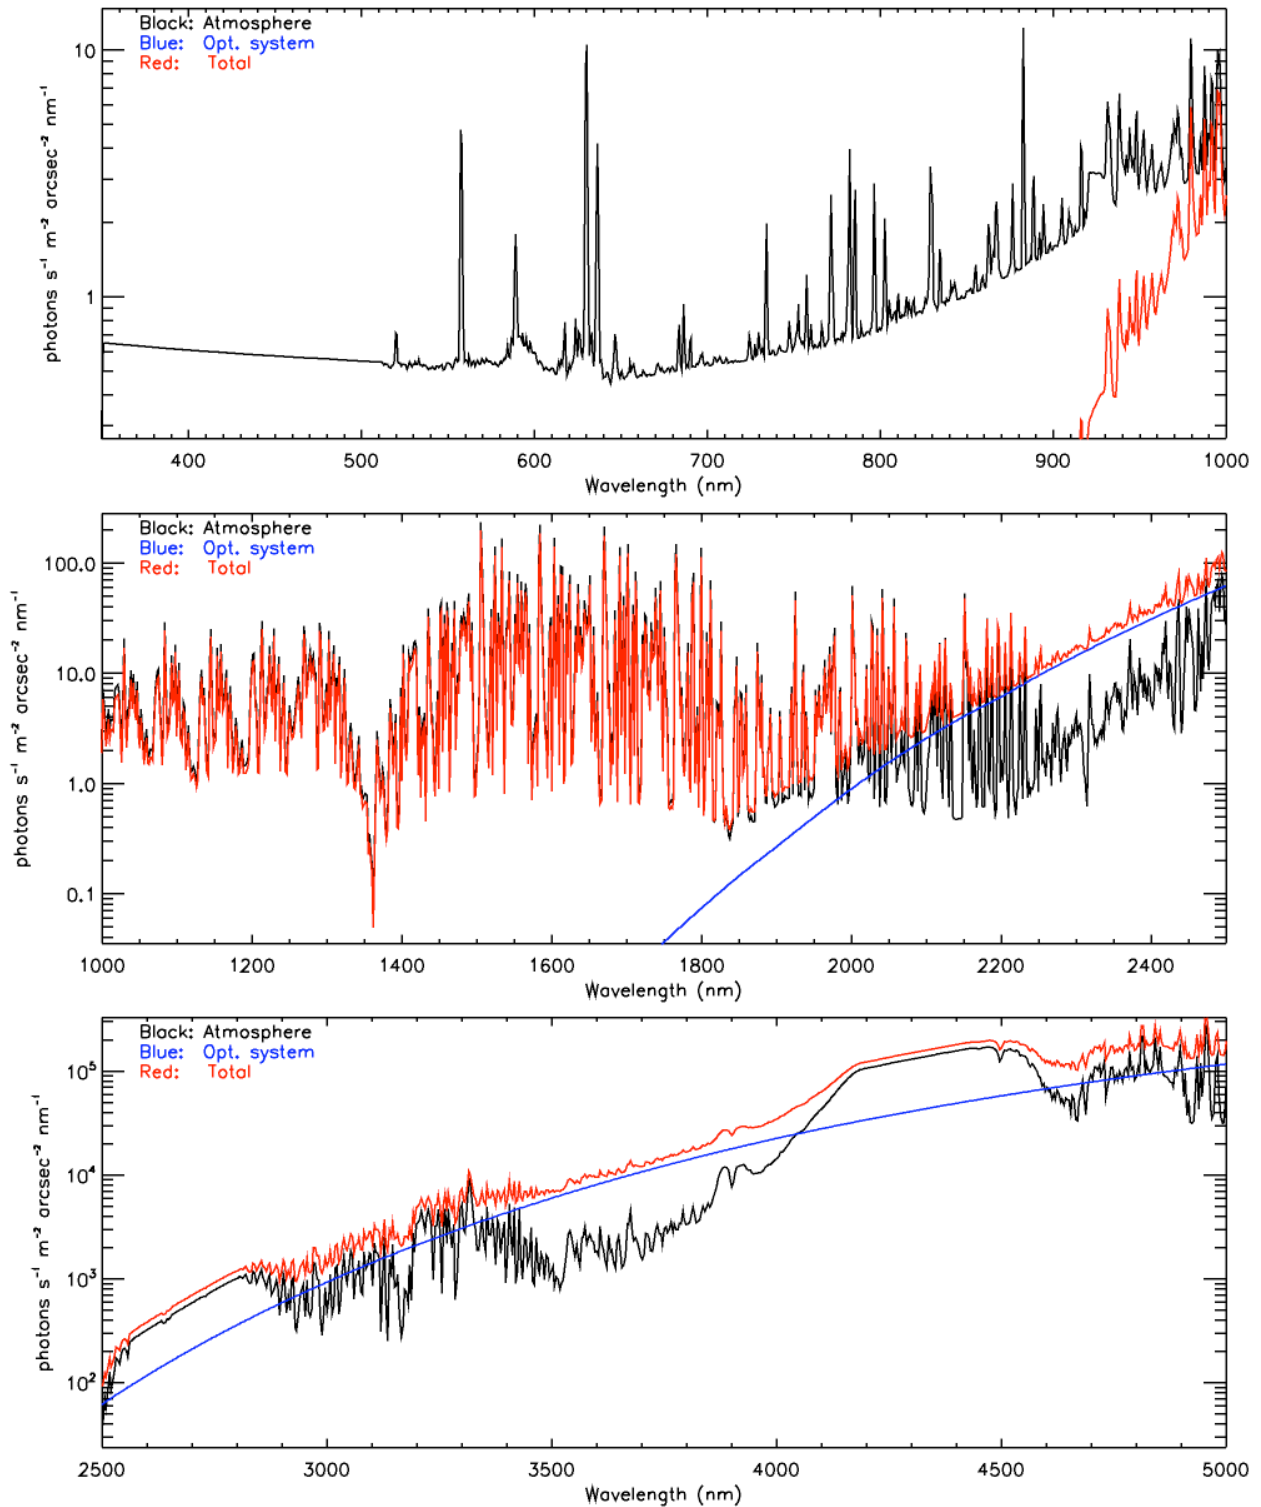 Black: Atmosphere
Blue: Opt. system
Red: Total
10
1
photons s⁻¹ m⁻² arcsec⁻² nm⁻¹
400 500 600 700 800 900 1000
Wavelength (nm)
Black: Atmosphere
Blue: Opt. system
Red: Total
100.0
10.0
1.0
0.1
photons s⁻¹ m⁻² arcsec⁻² nm⁻¹
1000 1200 1400 1600 1800 2000 2200 2400
Wavelength (nm)
Black: Atmosphere
Blue: Opt. system
Red: Total
10⁵
10⁴
10³
10²
photons s⁻¹ m⁻² arcsec⁻² nm⁻¹
2500 3000 3500 4000 4500 5000
Wavelength (nm)